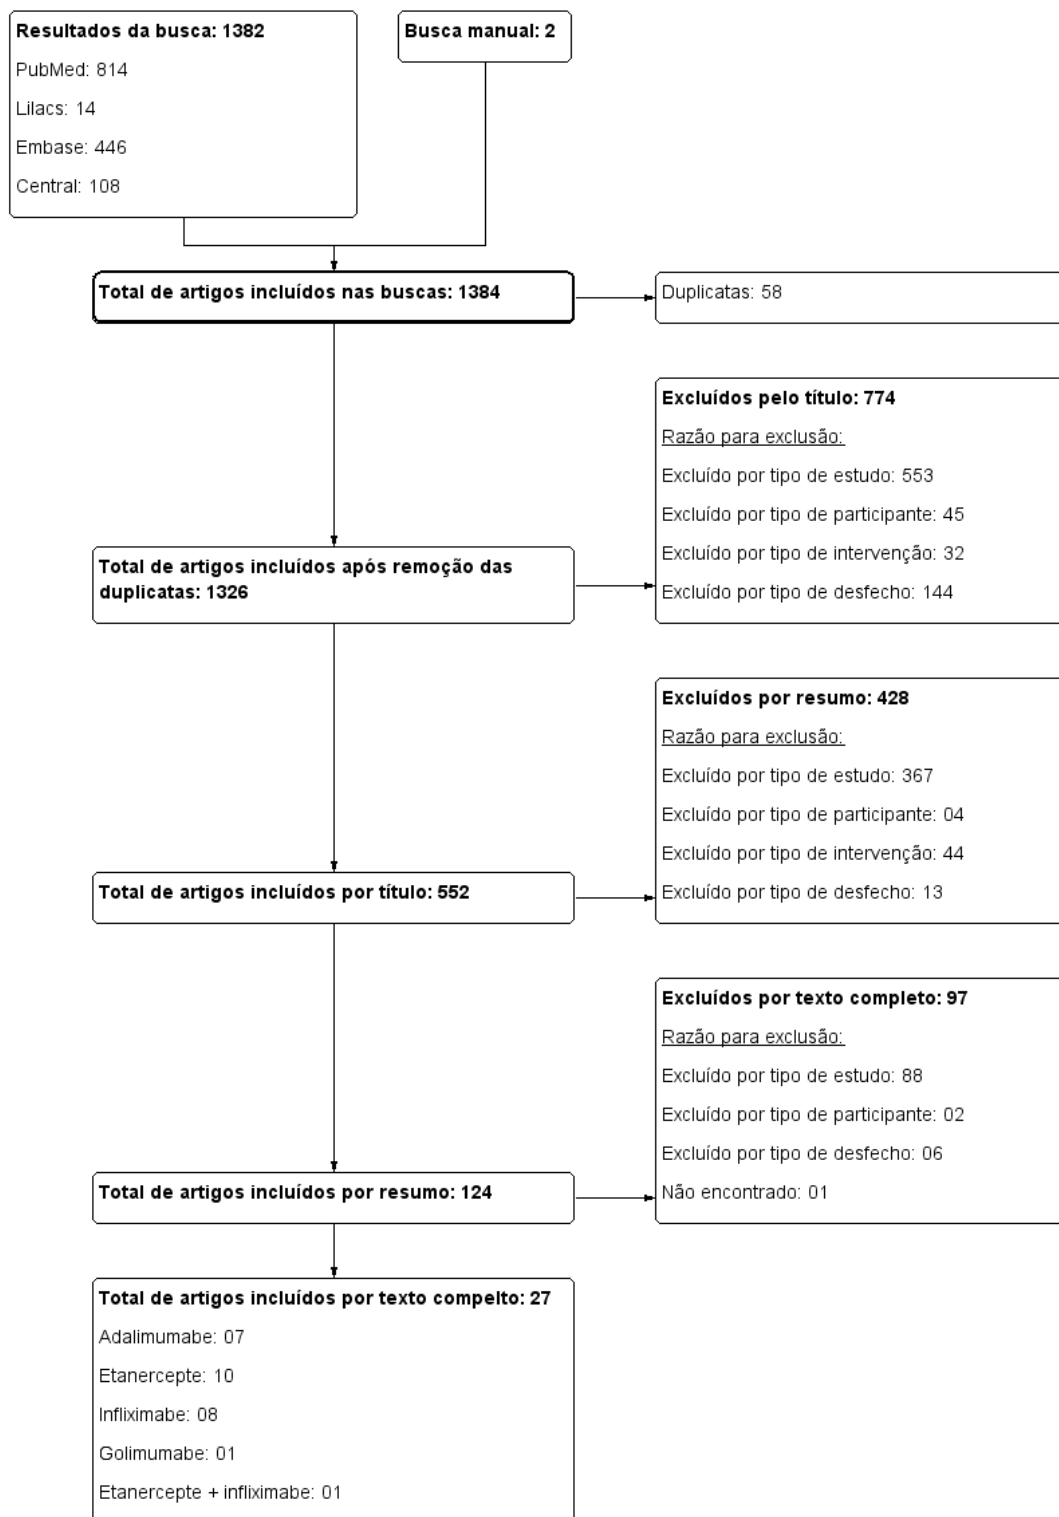 Resultados da busca: 1382
PubMed: 814
Lilacs: 14
Embase: 446
Central: 108
Busca manual: 2
Total de artigos incluídos nas buscas: 1384
Duplicatas: 58
Excluídos pelo título: 774
Razão para exclusão:
Excluído por tipo de estudo: 553
Excluído por tipo de participante: 45
Excluído por tipo de intervenção: 32
Excluído por tipo de desfecho: 144
Total de artigos incluídos após remoção das
duplicatas: 1326
Excluídos por resumo: 428
Razão para exclusão:
Excluído por tipo de estudo: 367
Excluído por tipo de participante: 04
Excluído por tipo de intervenção: 44
Excluído por tipo de desfecho: 13
Total de artigos incluídos por título: 552
Excluídos por texto completo: 97
Razão para exclusão:
Excluído por tipo de estudo: 88
Excluído por tipo de participante: 02
Excluído por tipo de desfecho: 06
Não encontrado: 01
Total de artigos incluídos por resumo: 124
Total de artigos incluídos por texto compelto: 27
Adalimumabe: 07
Etanercepte: 10
Infliximabe: 08
Golimumabe: 01
Etanercepte + infliximabe: 01